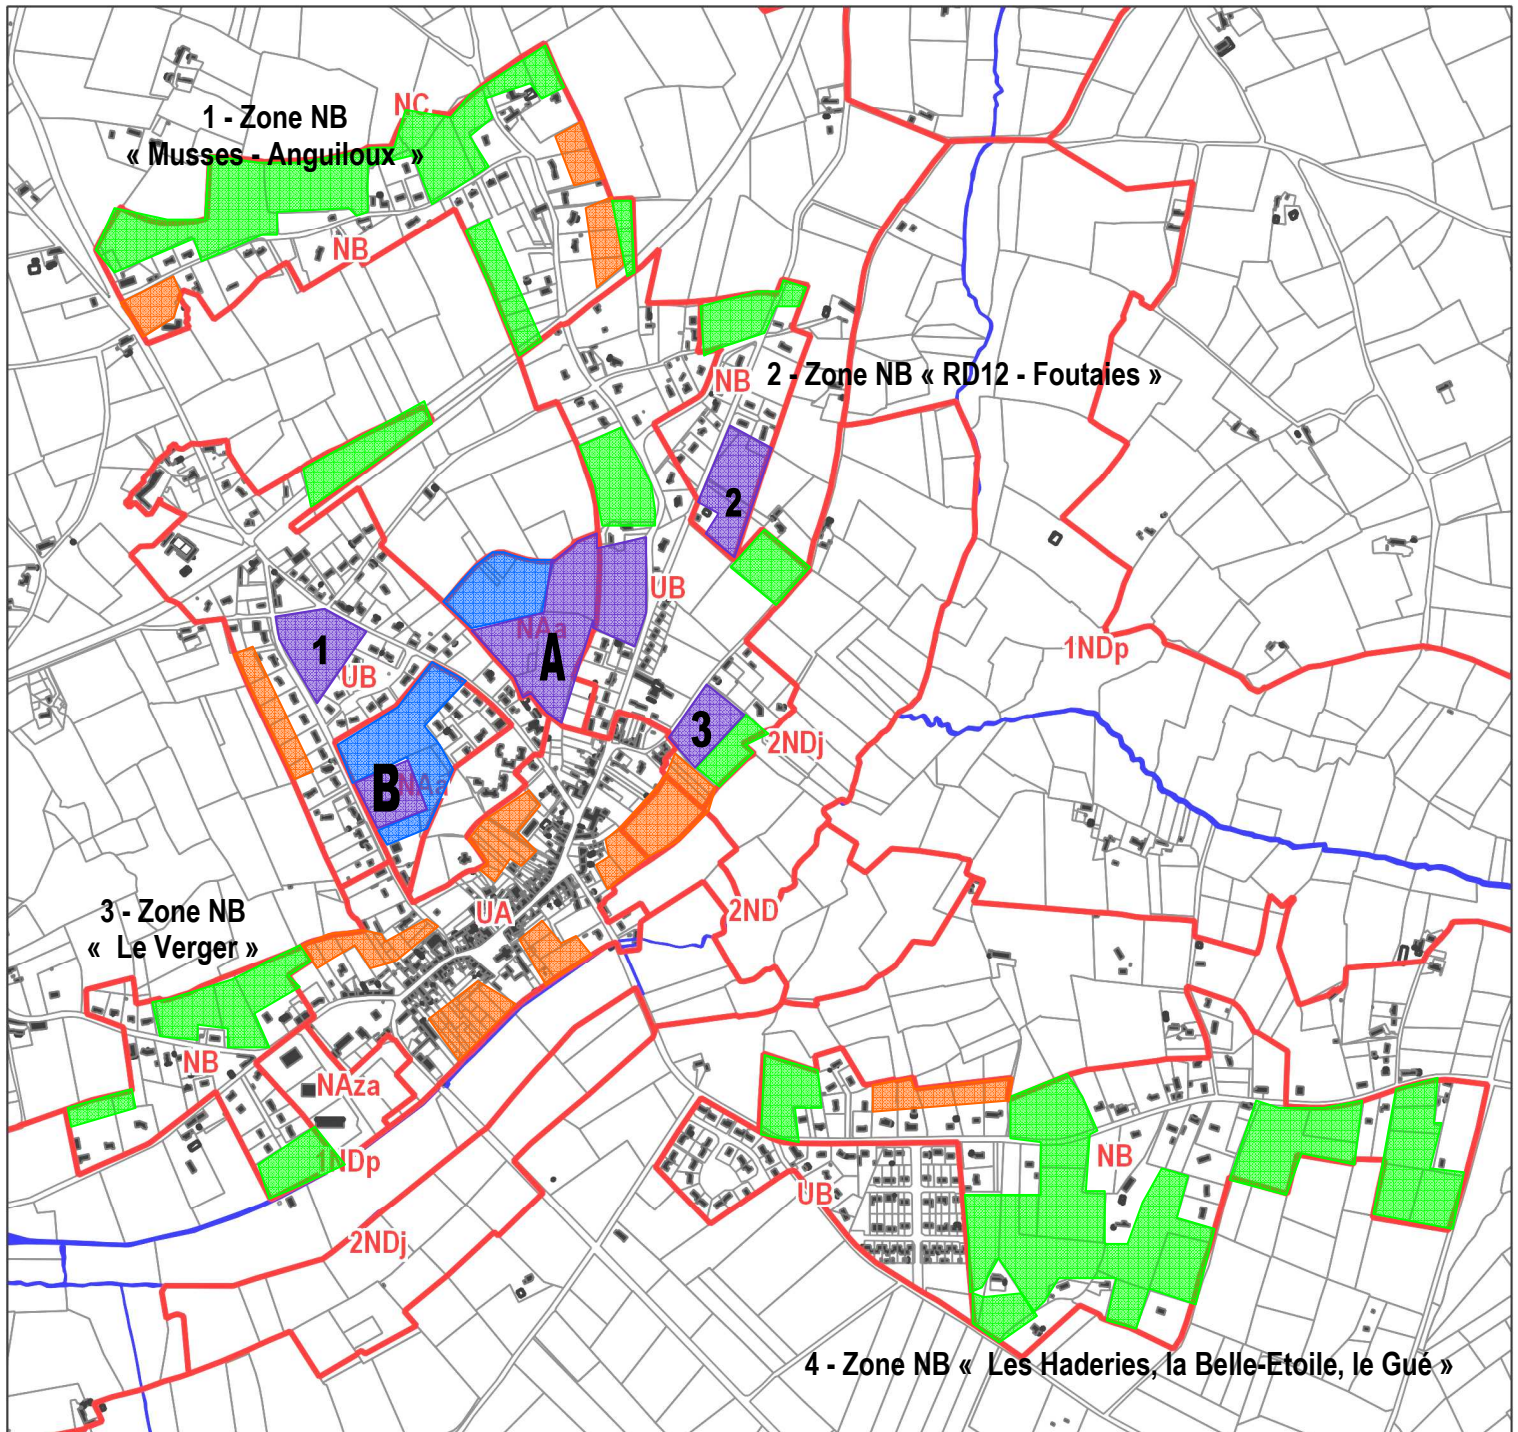 NC
1 - Zone NB
« Musses - Anguiloux »
NB
2 - Zone NB « RD12 - Foutaies »
NB
2
UB
NAa
A
1
UB
1NDp
3
2NDj
B
NAa
3 - Zone NB
« Le Verger »
UA
2ND
NB
NAza
1NDp
NB
UB
2NDj
4 - Zone NB « Les Haderies, la Belle-Etoile, le Gué »